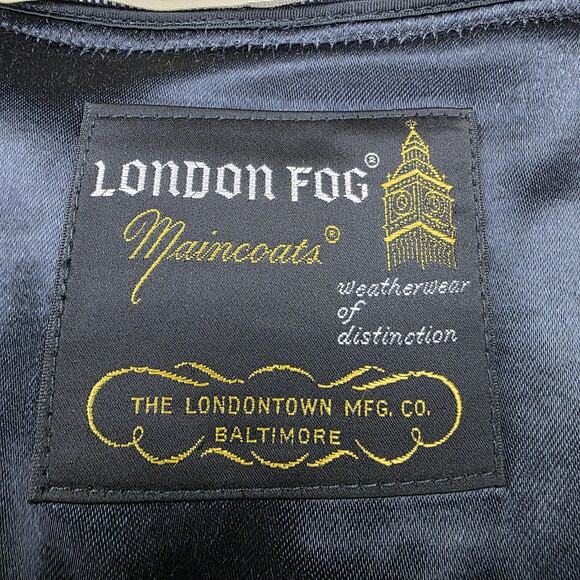 LONDON FOG®
Maincoats®
weatherwear
of
distinction
THE LONDONTOWN MFG. CO.
BALTIMORE